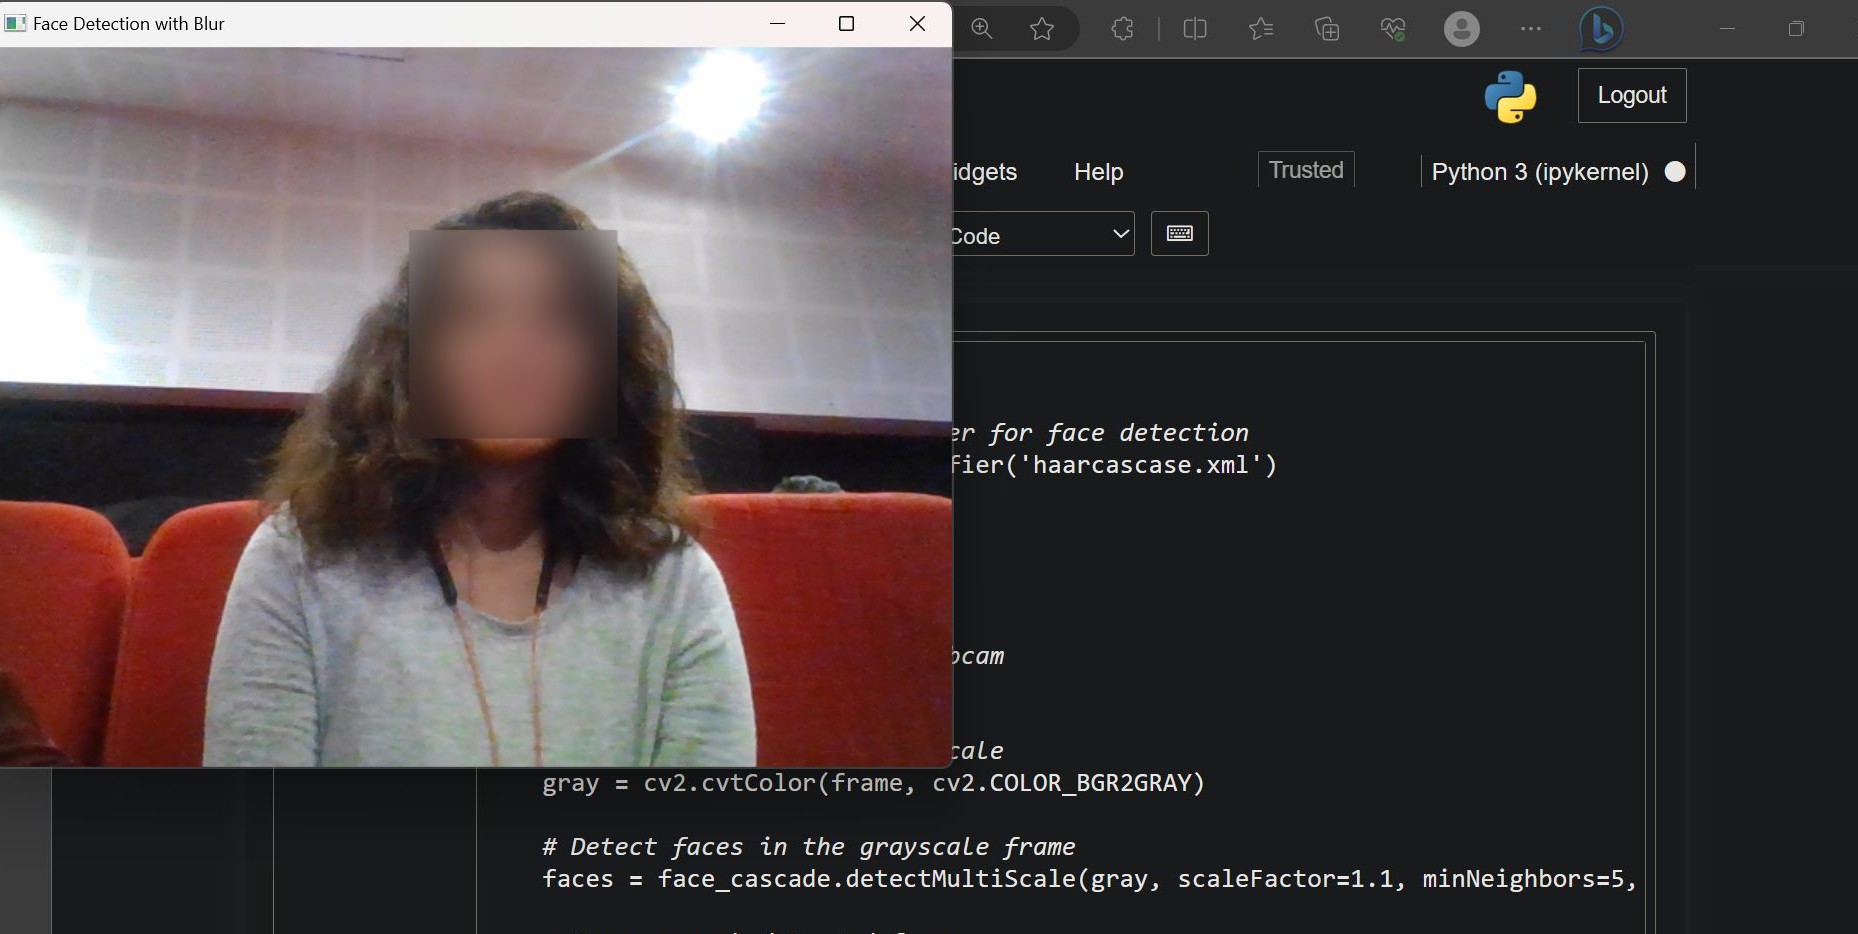 Face Detection with Blur
Logout
idgets Help Trusted Python 3 (ipykernel)
Code
er for face detection
fier('haarcascase.xml')
bcam
cale
gray = cv2.cvtColor(frame, cv2.COLOR_BGR2GRAY)
# Detect faces in the grayscale frame
faces = face_cascade.detectMultiScale(gray, scaleFactor=1.1, minNeighbors=5,